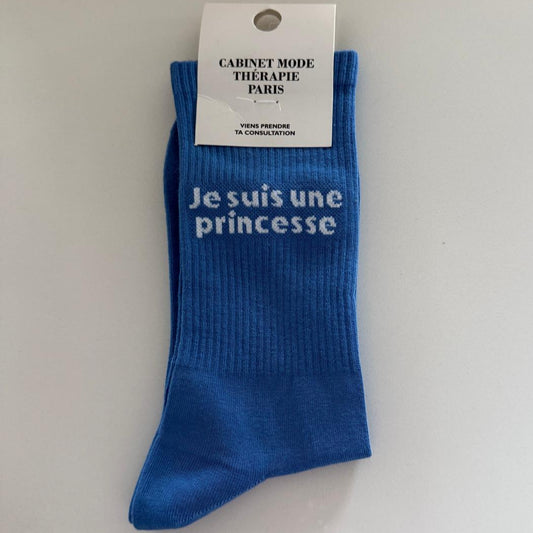 CABINET MODE
THÉRAPIE
PARIS
VIENS PRENDRE
TA CONSULTATION
Je suis une
princesse